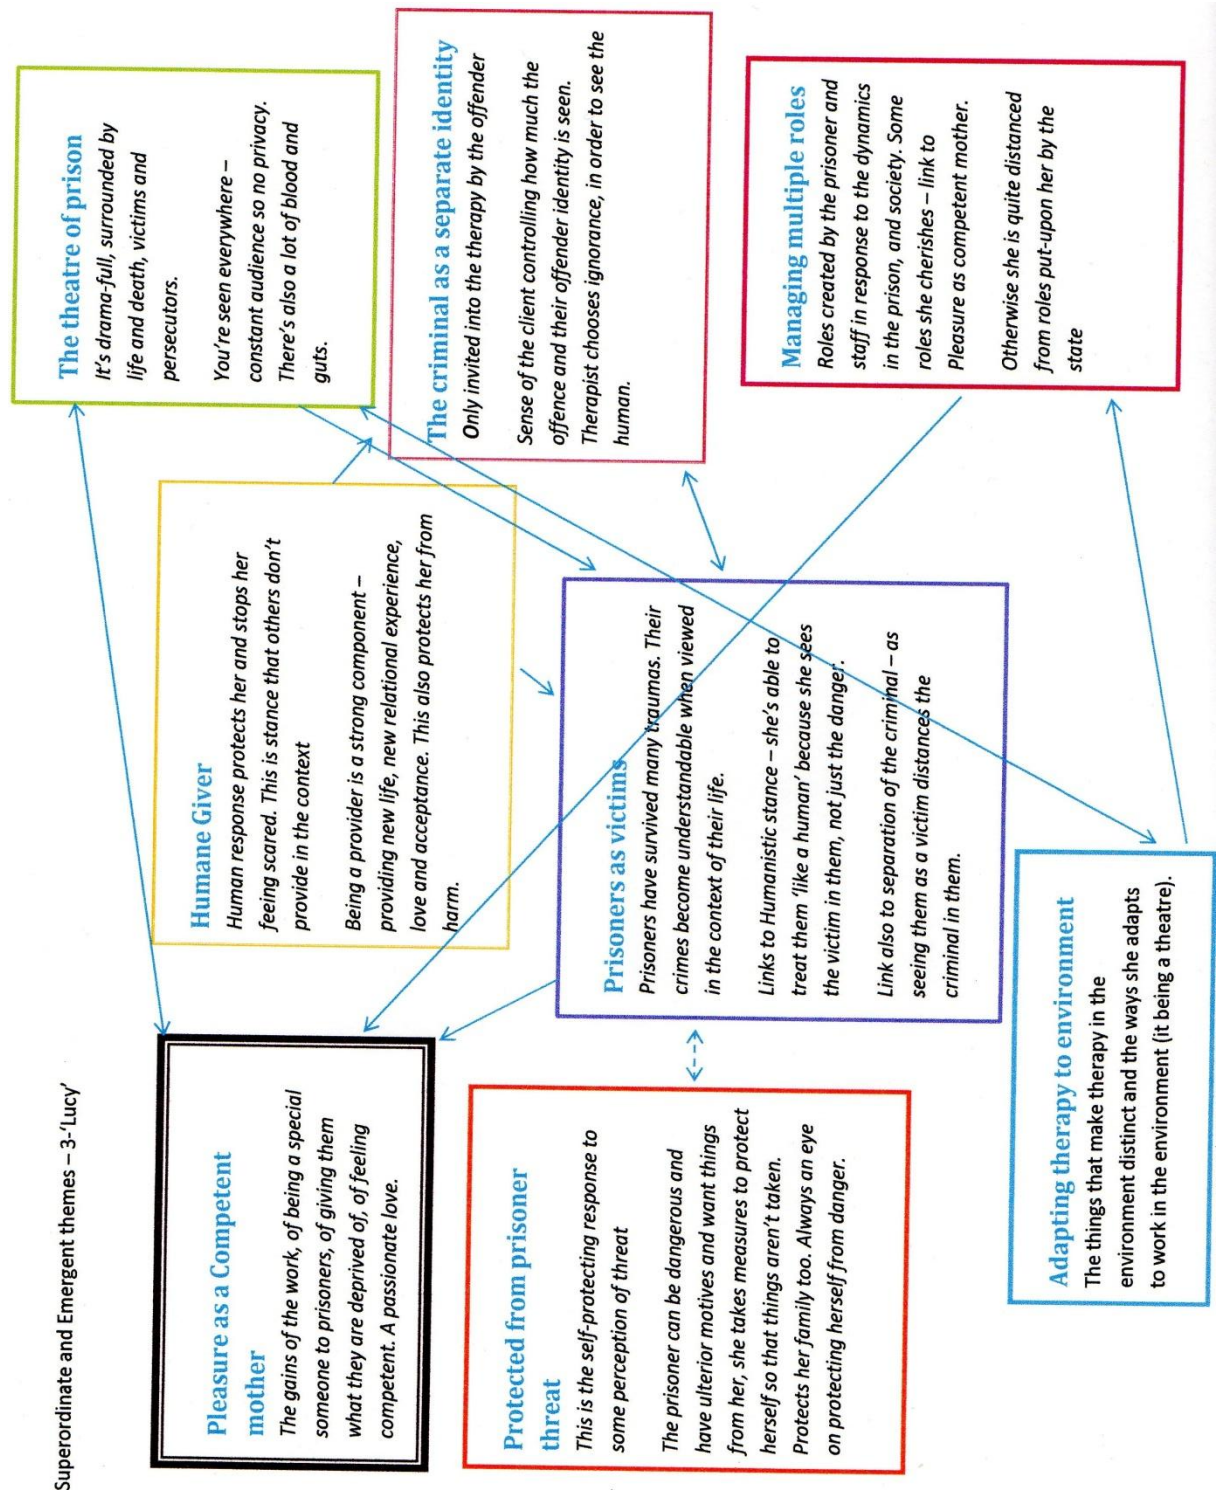 Superordinate and Emergent themes – 3-‘Lucy’
Pleasure as a Competent
mother
The gains of the work, of being a special
someone to prisoners, of giving them
what they are deprived of, of feeling
competent. A passionate love.
Humane Giver
Human response protects her and stops her
feeling scared. This is stance that others don’t
provide in the context
Being a provider is a strong component –
providing new life, new relational experience,
love and acceptance. This also protects her from
harm.
The theatre of prison
It’s drama-full, surrounded by
life and death, victims and
persecutors.
You’re seen everywhere –
constant audience so no privacy.
There’s also a lot of blood and
guts.
The criminal as a separate identity
Only invited into the therapy by the offender
Sense of the client controlling how much the
offence and their offender identity is seen.
Therapist chooses ignorance, in order to see the
human.
Protected from prisoner
threat
This is the self-protecting response to
some perception of threat
The prisoner can be dangerous and
have ulterior motives and want things
from her, she takes measures to protect
herself so that things aren’t taken.
Protects her family too. Always an eye
on protecting herself from danger.
Prisoners as victims
Prisoners have survived many traumas. Their
crimes become understandable when viewed
in the context of their life.
Links to Humanistic stance – she’s able to
treat them ‘like a human’ because she sees
the victim in them, not just the danger.
Link also to separation of the criminal – as
seeing them as a victim distances the
criminal in them.
Managing multiple roles
Roles created by the prisoner and
staff in response to the dynamics
in the prison, and society. Some
roles she cherishes – link to
Pleasure as competent mother.
Otherwise she is quite distanced
from roles put-upon her by the
state
Adapting therapy to environment
The things that make therapy in the
environment distinct and the ways she adapts
to work in the environment (it being a theatre).